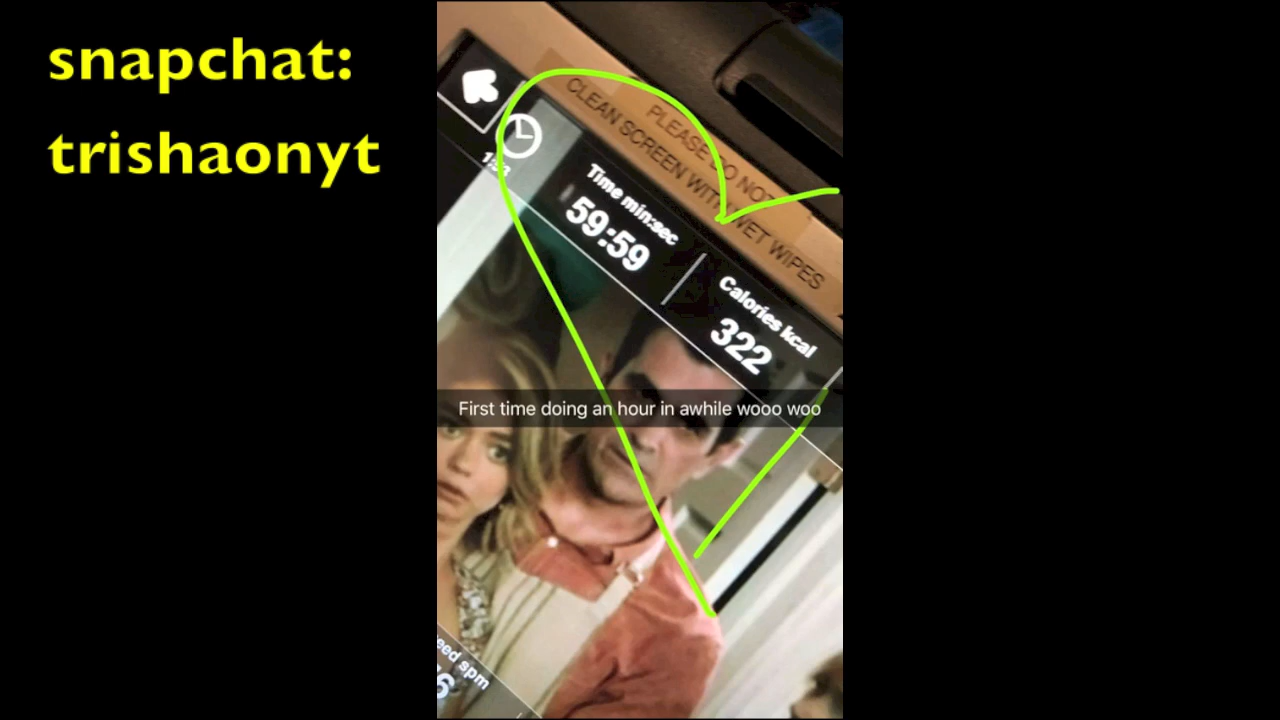 snapchat:
trishaonyt
PLEASE DO NOT
CLEAN SCREEN WITH WET WIPES
Time min:sec
59:59
Calories kcal
322
First time doing an hour in awhile wooo woo
spm